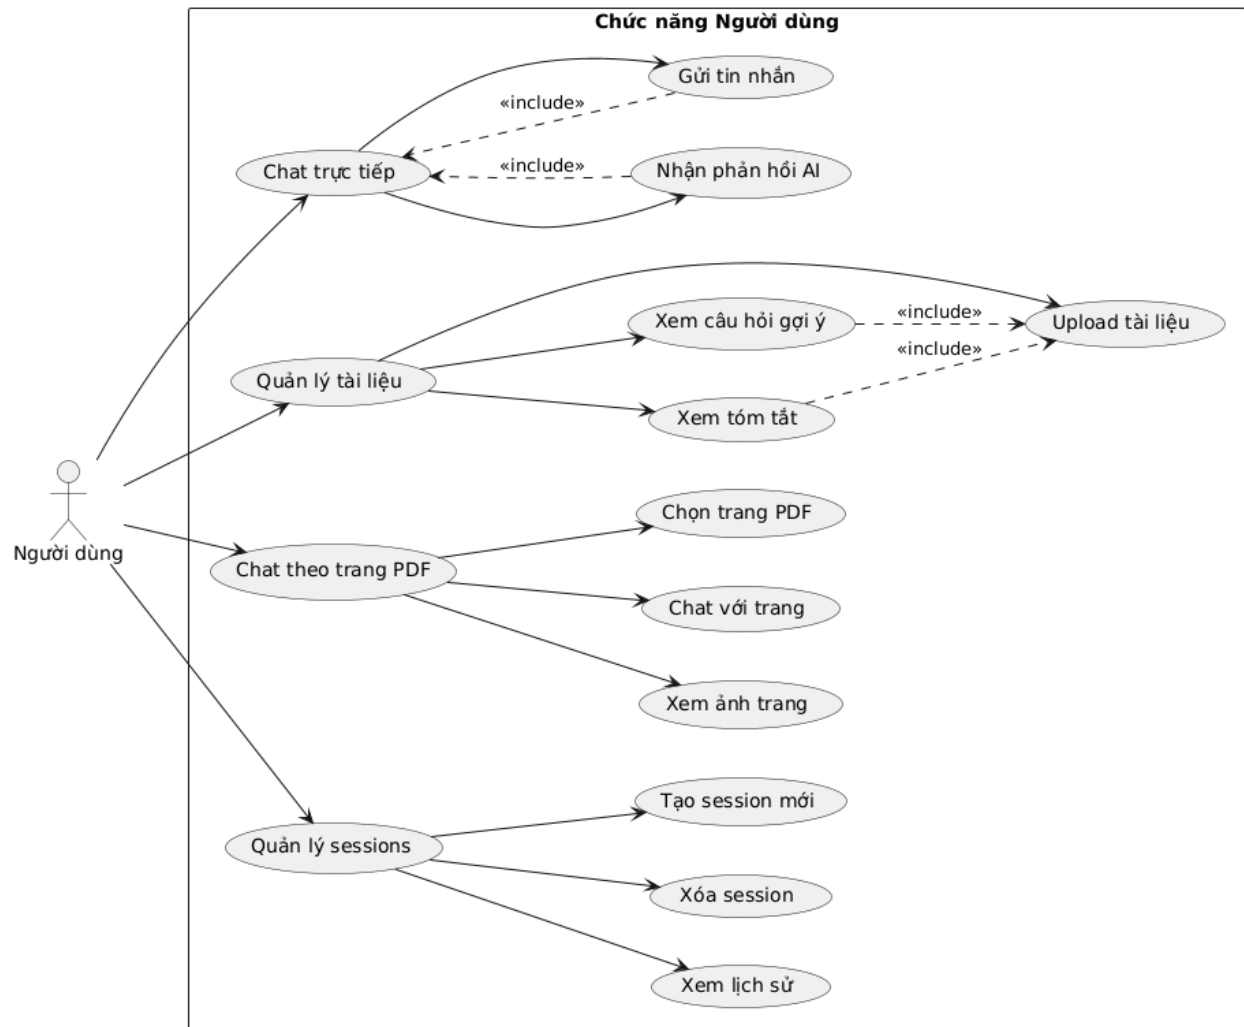 Chức năng Người dùng
Gửi tin nhắn
«include»
Chat trực tiếp
«include»
Nhận phản hồi AI
Xem câu hỏi gợi ý
«include»
Upload tài liệu
«include»
Quản lý tài liệu
Xem tóm tắt
Chọn trang PDF
Người dùng
Chat theo trang PDF
Chat với trang
Xem ảnh trang
Tạo session mới
Quản lý sessions
Xóa session
Xem lịch sử